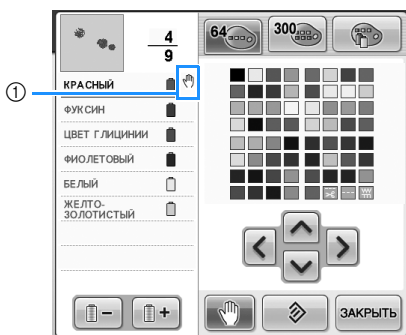 4
9
64
300
①
КРАСНЫЙ
ФУКСИН
ЦВЕТ ГЛИЦИНИИ
ФИОЛЕТОВЫЙ
БЕЛЫЙ
ЖЕЛТО-
ЗОЛОТИСТЫЙ
- +
ЗАКРЫТЬ